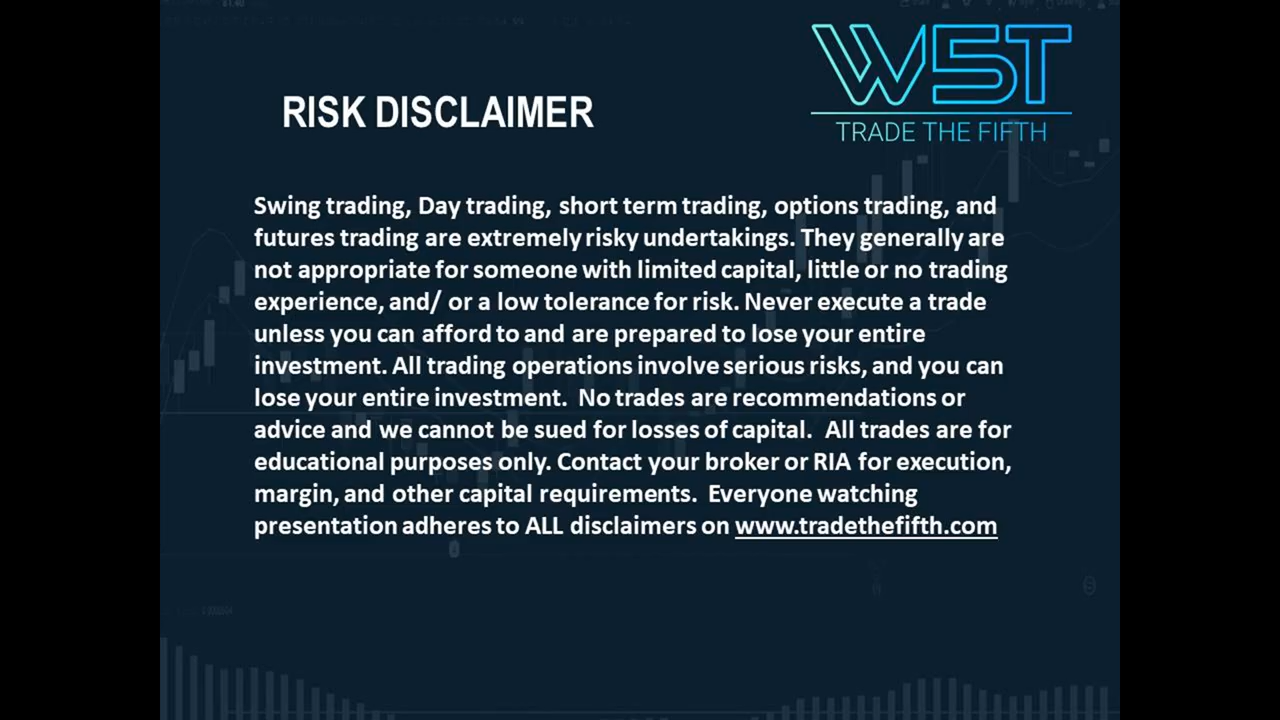 W5T
TRADE THE FIFTH
RISK DISCLAIMER
Swing trading, Day trading, short term trading, options trading, and
futures trading are extremely risky undertakings. They generally are
not appropriate for someone with limited capital, little or no trading
experience, and/ or a low tolerance for risk. Never execute a trade
unless you can afford to and are prepared to lose your entire
investment. All trading operations involve serious risks, and you can
lose your entire investment.  No trades are recommendations or
advice and we cannot be sued for losses of capital.  All trades are for
educational purposes only. Contact your broker or RIA for execution,
margin, and other capital requirements.  Everyone watching
presentation adheres to ALL disclaimers on www.tradethefifth.com